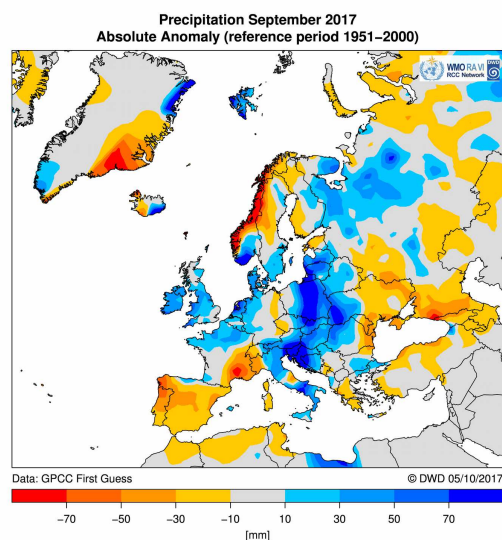 Precipitation September 2017
Absolute Anomaly (reference period 1951−2000)
WMO RA VI
RCC Network
DWD
Data: GPCC First Guess
© DWD 05/10/2017
−70 −50 −30 −10 10 30 50 70
[mm]